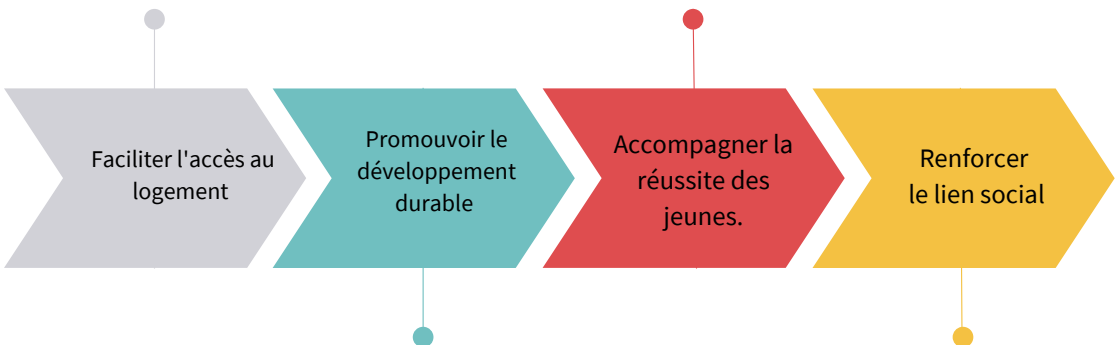 Faciliter l'accès au
logement
Promouvoir le
développement
durable
Accompagner la
réussite des
jeunes.
Renforcer
le lien social